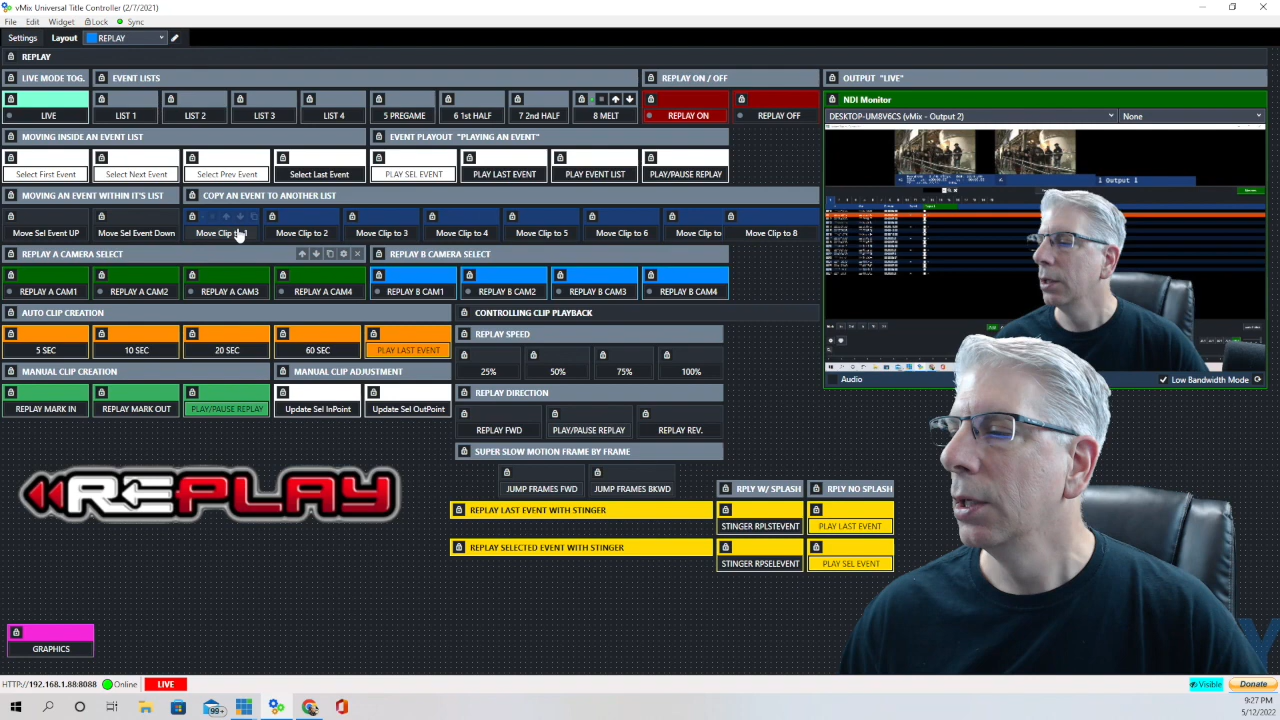 vMix Universal Title Controller (2/7/2021)
File Edit Widget Lock Sync
Settings Layout REPLAY
REPLAY
LIVE MODE TOG. EVENT LISTS REPLAY ON / OFF OUTPUT "LIVE"
NDI Monitor
LIVE LIST 1 LIST 2 LIST 3 LIST 4 5 PREGAME 6 1st HALF 7 2nd HALF 8 MELT REPLAY ON REPLAY OFF
DESKTOP-UM8V6CS (vMix - Output 2) None
MOVING INSIDE AN EVENT LIST EVENT PLAYOUT "PLAYING AN EVENT"
Select First Event Select Next Event Select Prev Event Select Last Event PLAY SEL EVENT PLAY LAST EVENT PLAY EVENT LIST PLAY/PAUSE REPLAY
1 Output 1
MOVING AN EVENT WITHIN IT'S LIST COPY AN EVENT TO ANOTHER LIST
Move Sel Event UP. Move Sel Event Down Move Clip to 1 Move Clip to 2 Move Clip to 3 Move Clip to 4 Move Clip to 5 Move Clip to 6 Move Clip to Move Clip to 8
REPLAY A CAMERA SELECT REPLAY B CAMERA SELECT
REPLAY A CAM1 REPLAY A CAM2 REPLAY A CAM3 REPLAY A CAM4 REPLAY B CAM1 REPLAY B CAM2 REPLAY B CAM3 REPLAY B CAM4
AUTO CLIP CREATION CONTROLLING CLIP PLAYBACK
REPLAY SPEED
5 SEC 10 SEC 20 SEC 60 SEC PLAY LAST EVENT
25% 50% 75% 100%
MANUAL CLIP CREATION MANUAL CLIP ADJUSTMENT
Audio Low Bandwidth Mode
REPLAY DIRECTION
REPLAY MARK IN REPLAY MARK OUT PLAY/PAUSE REPLAY Update Sel InPoint Update Sel OutPoint
REPLAY FWD PLAY/PAUSE REPLAY REPLAY REV.
SUPER SLOW MOTION FRAME BY FRAME
REPLAY
JUMP FRAMES FWD JUMP FRAMES BKWD RPLY W/ SPLASH RPLY NO SPLASH
REPLAY LAST EVENT WITH STINGER
STINGER RPLSTEVENT PLAY LAST EVENT
REPLAY SELECTED EVENT WITH STINGER
STINGER RPSELEVENT PLAY SEL EVENT
GRAPHICS
HTTP://192.168.1.88:8088 Online LIVE Visible Donate
99+
9:27 PM
5/12/2022